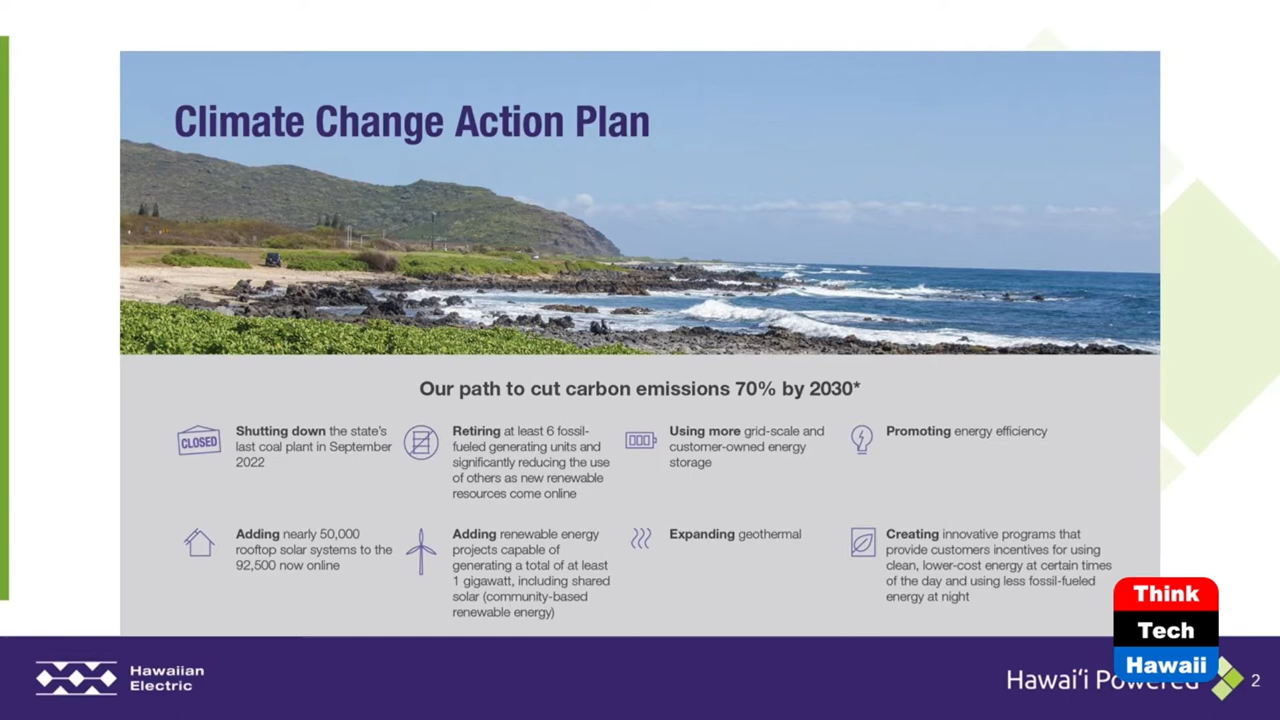 Climate Change Action Plan
Our path to cut carbon emissions 70% by 2030*
CLOSED
Shutting down the state's
last coal plant in September
2022
Retiring at least 6 fossil-
fueled generating units and
significantly reducing the use
of others as new renewable
resources come online
Using more grid-scale and
customer-owned energy
storage
Promoting energy efficiency
Adding nearly 50,000
rooftop solar systems to the
92,500 now online
Adding renewable energy
projects capable of
generating a total of at least
1 gigawatt, including shared
solar (community-based
renewable energy)
Expanding geothermal
Creating innovative programs that
provide customers incentives for using
clean, lower-cost energy at certain times
of the day and using less fossil-fueled
energy at night
Think
Tech
Hawaii
Hawaiian
Electric
Hawaiʻi Powered
2